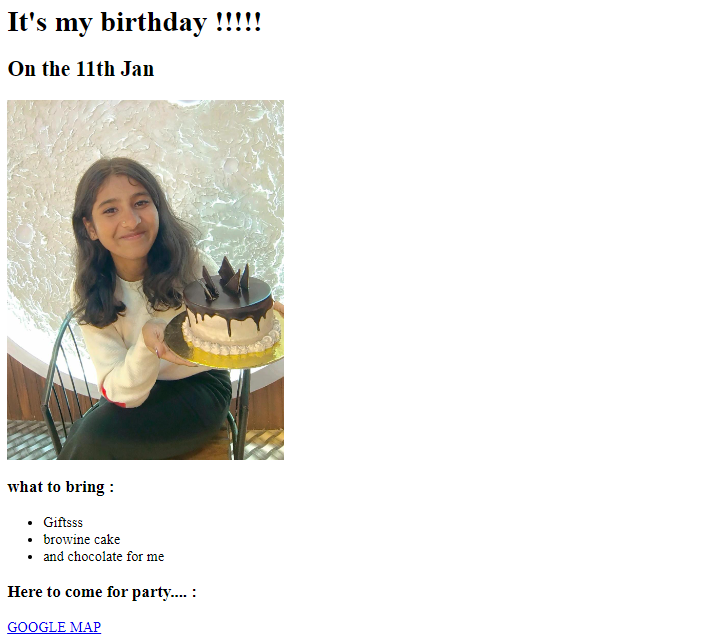 It's my birthday !!!!!
On the 11th Jan
what to bring :
Giftsss
browine cake
and chocolate for me
Here to come for party.... :
GOOGLE MAP